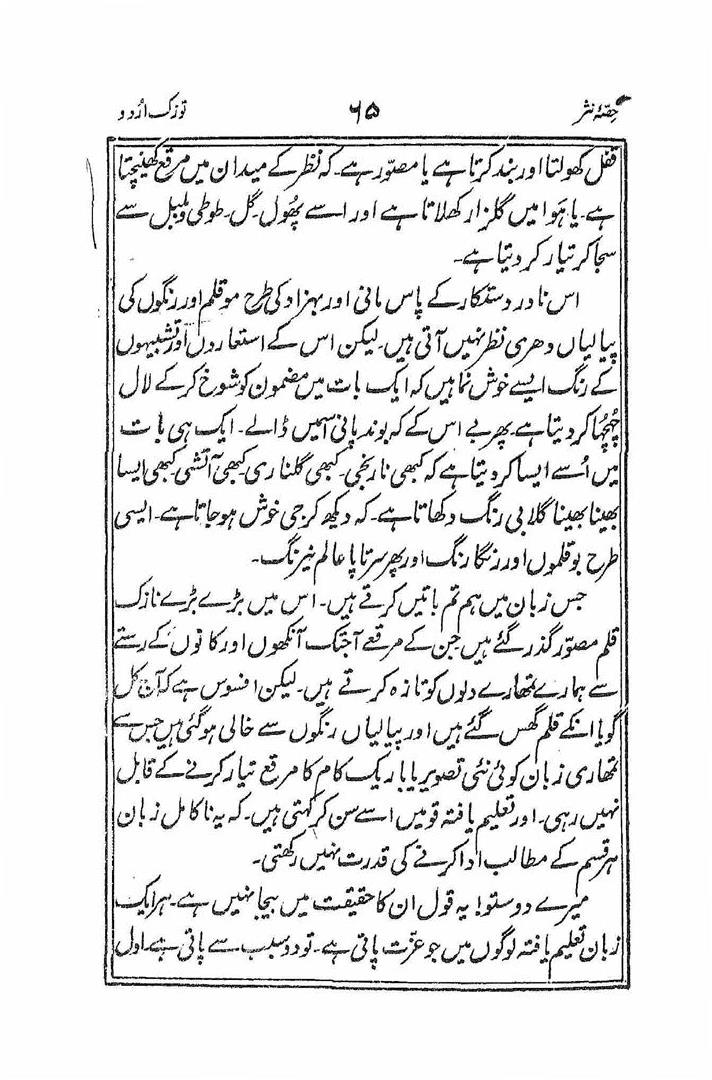 حصّۂ نثر ۶۵ توزک اُردو
قفل کھولتا اور بند کرتا ہے یا مصوّر ہے۔ کہ نظر کے میدان میں مرقع کھینچتا
ہے۔ یا ہوا میں گلزار کھلاتا ہے اور اسے پھول۔ گل۔ طوطی و بلبل سے
سجا کر تیار کر دیتا ہے۔
اس نادر دستکار کے پاس مانی اور بہزاد کی طرح موقلم اور رنگوں کی
پیالیاں دھری نظر نہیں آتی ہیں۔ لیکن اس کے استعاروں اور تشبیہوں
کے رنگ ایسے خوش نما ہیں کہ ایک بات میں مضمون کو شوخ کر کے لال
چُہچُہا کر دیتا ہے۔ پھر بے اس کے کہ بوند پانی اسمیں ڈالے۔ ایک ہی بات
میں اُسے ایسا کر دیتا ہے کہ کبھی نارنجی۔ کبھی گلناری کبھی آتشی کبھی ایسا
بھینا بھینا گلابی رنگ دکھاتا ہے۔ کہ دیکھ کر جی خوش ہو جاتا ہے۔ ایسی
طرح بوقلموں اور رنگا رنگ اور پھر سرتا پا عالم نیرنگ۔
جس زبان میں ہم تم باتیں کرتے ہیں۔ اس میں بڑے بڑے نازک
قلم مصوّر گذر گئے ہیں جن کے مرقعے آجتک آنکھوں اور کانوں کے رستے
سے ہمارے تمھارے دلوں کو تازہ کرتے ہیں۔ لیکن افسوس ہے کہ آج کل
گویا انکے قلم گھس گئے ہیں اور پیالیاں رنگوں سے خالی ہو گئی ہیں جس سے
تمھاری زبان کوئی نئی تصویر یا باریک کام کا مرقع تیار کرنے کے قابل
نہیں رہی۔ اور تعلیم یافتہ قومیں اسے سن کر کہتی ہیں۔ کہ یہ ناکامل زبان
ہر قسم کے مطالب ادا کرنے کی قدرت نہیں رکھتی۔
میرے دوستو! یہ قول ان کا حقیقت میں بیجا نہیں ہے۔ ہر ایک
زبان تعلیم یافتہ لوگوں میں جو عزّت پاتی ہے۔ تو دو سبب سے پاتی ہے۔ اول